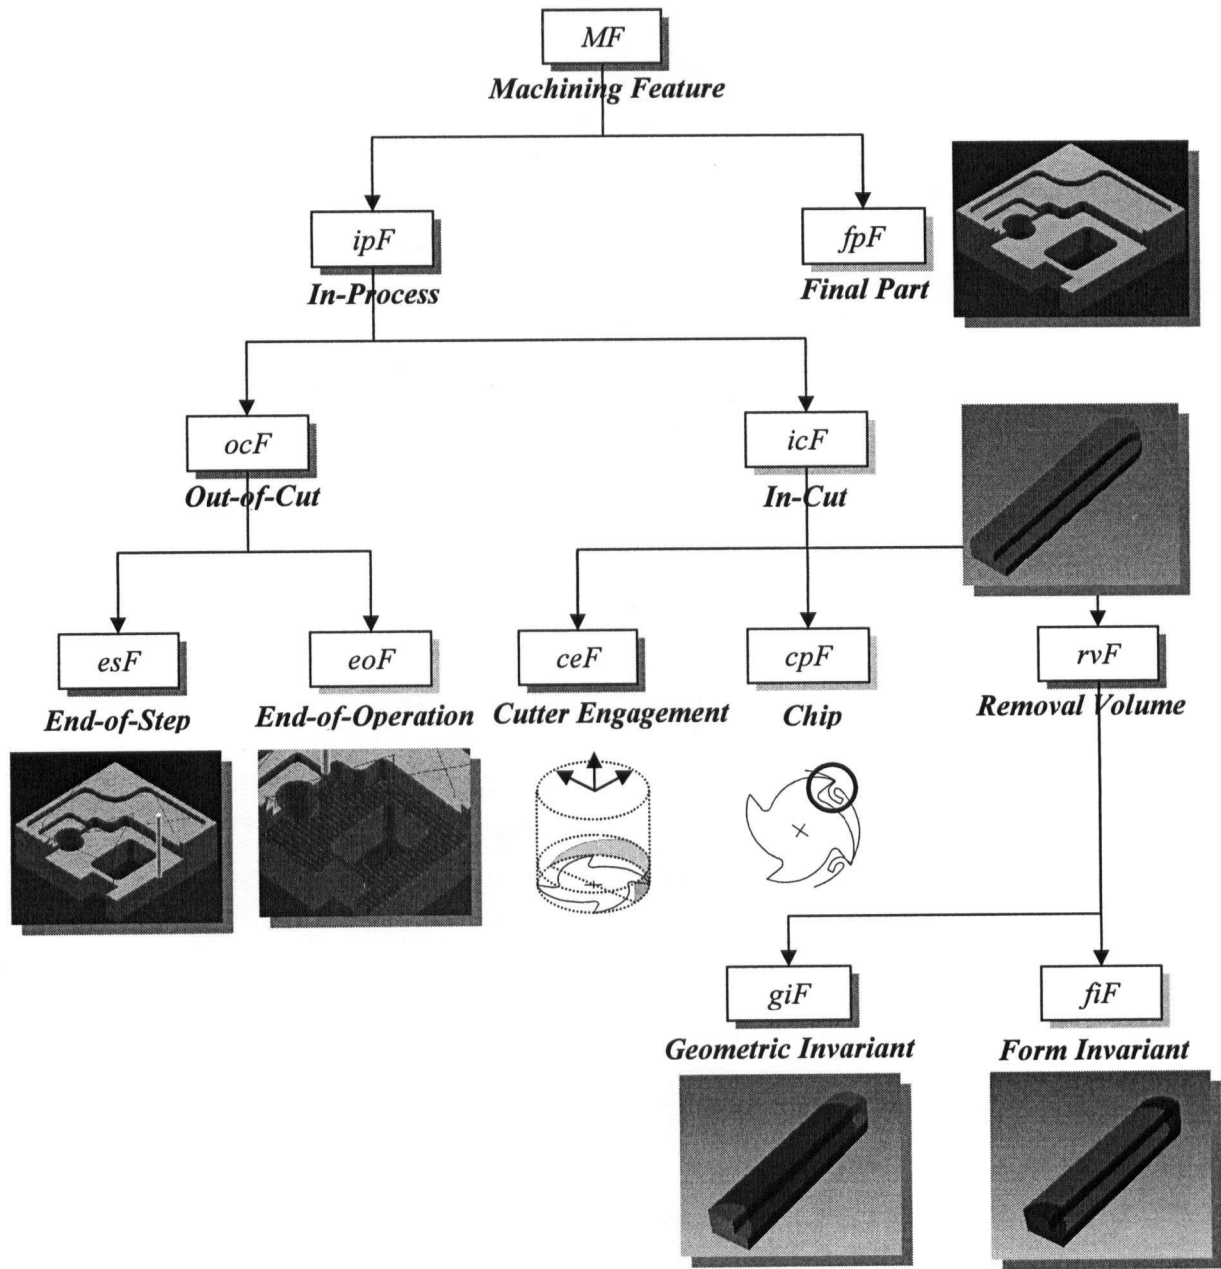 MF
Machining Feature
ipF
In-Process
fpF
Final Part
ocF
Out-of-Cut
icF
In-Cut
esF
End-of-Step
eoF
End-of-Operation
ceF
Cutter Engagement
cpF
Chip
rvF
Removal Volume
giF
Geometric Invariant
fiF
Form Invariant